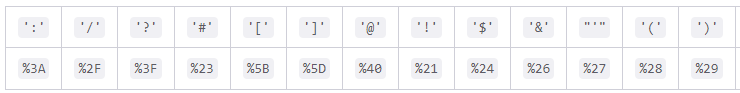 ':' '/' '?' '#' '[' ']' '@' '!' '$' '&' "'" '(' ')'
%3A %2F %3F %23 %5B %5D %40 %21 %24 %26 %27 %28 %29